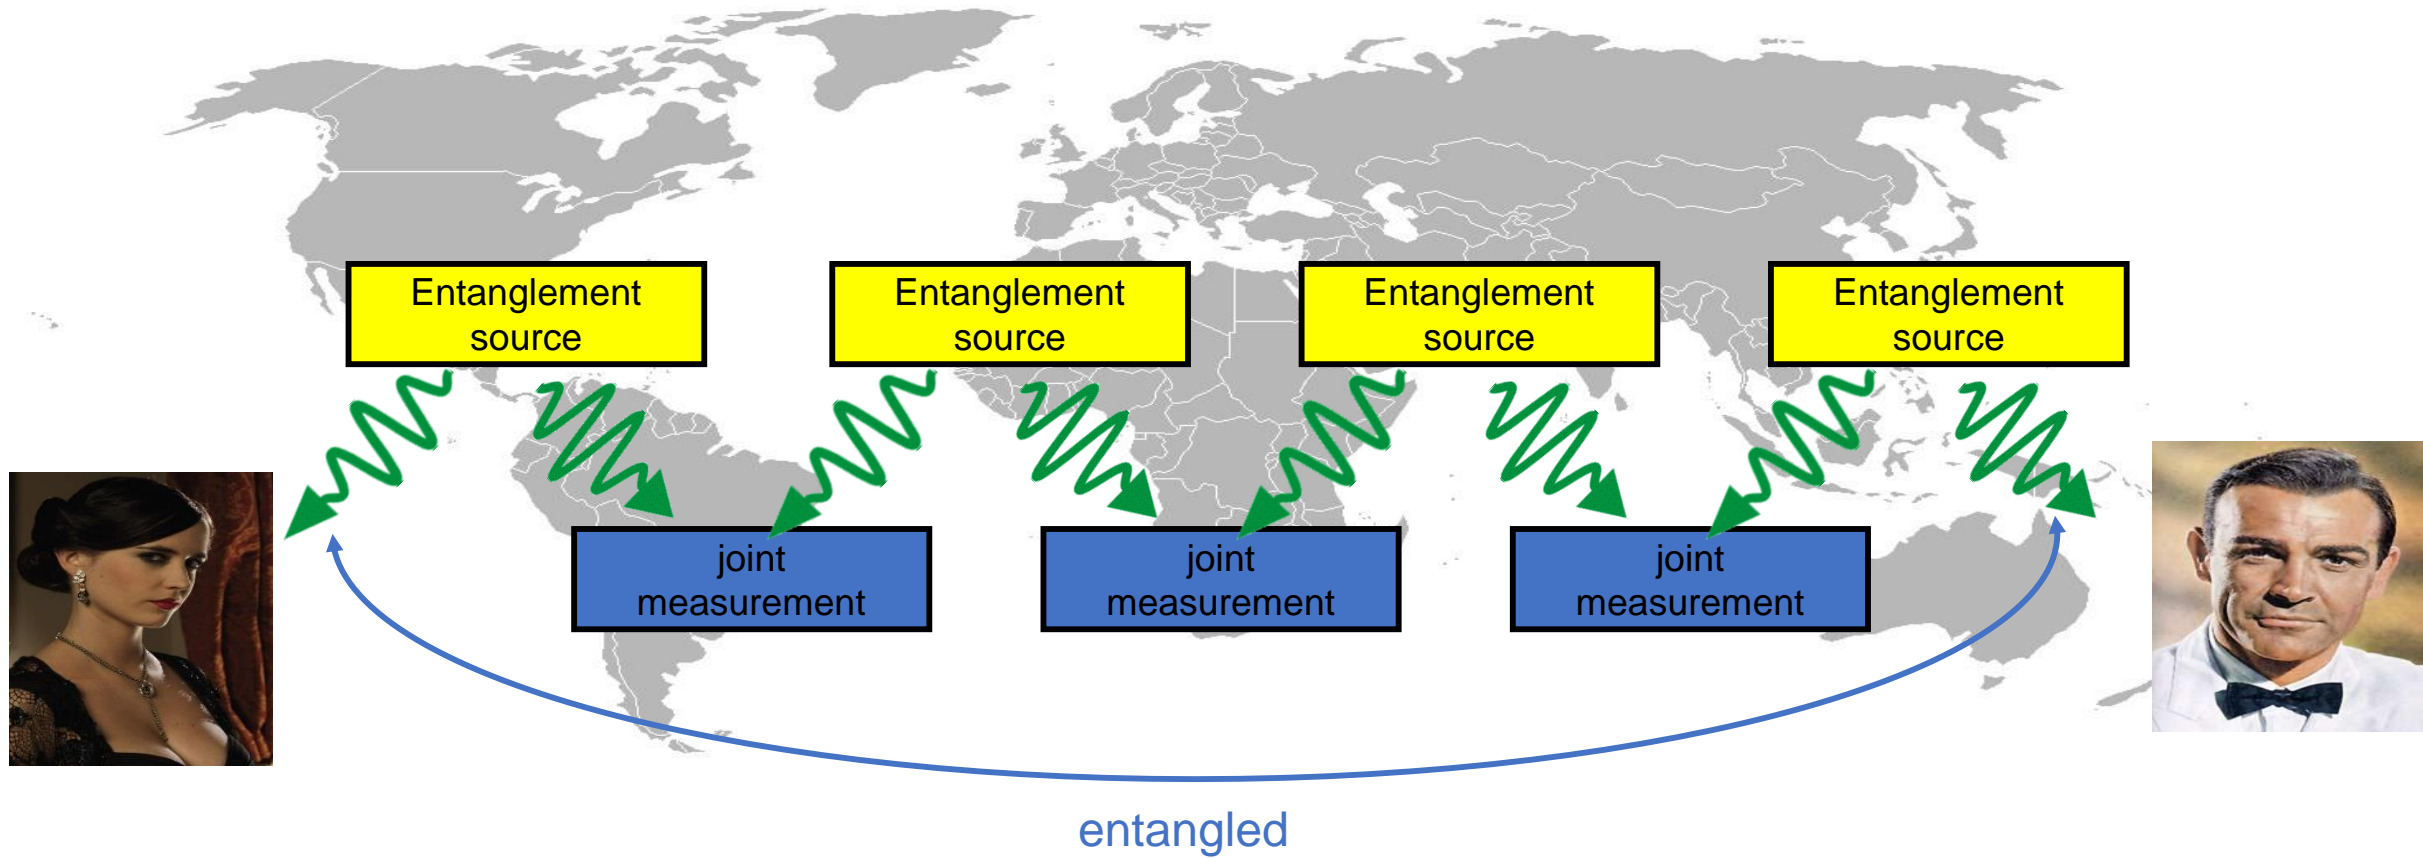 Entanglement
source
Entanglement
source
Entanglement
source
Entanglement
source
joint
measurement
joint
measurement
joint
measurement
entangled